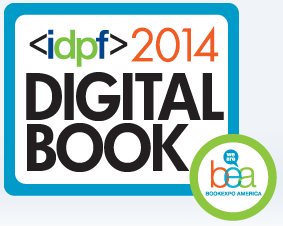 <idpf> 2014
DIGITAL
BOOK
we are
bea
BOOKEXPO AMERICA